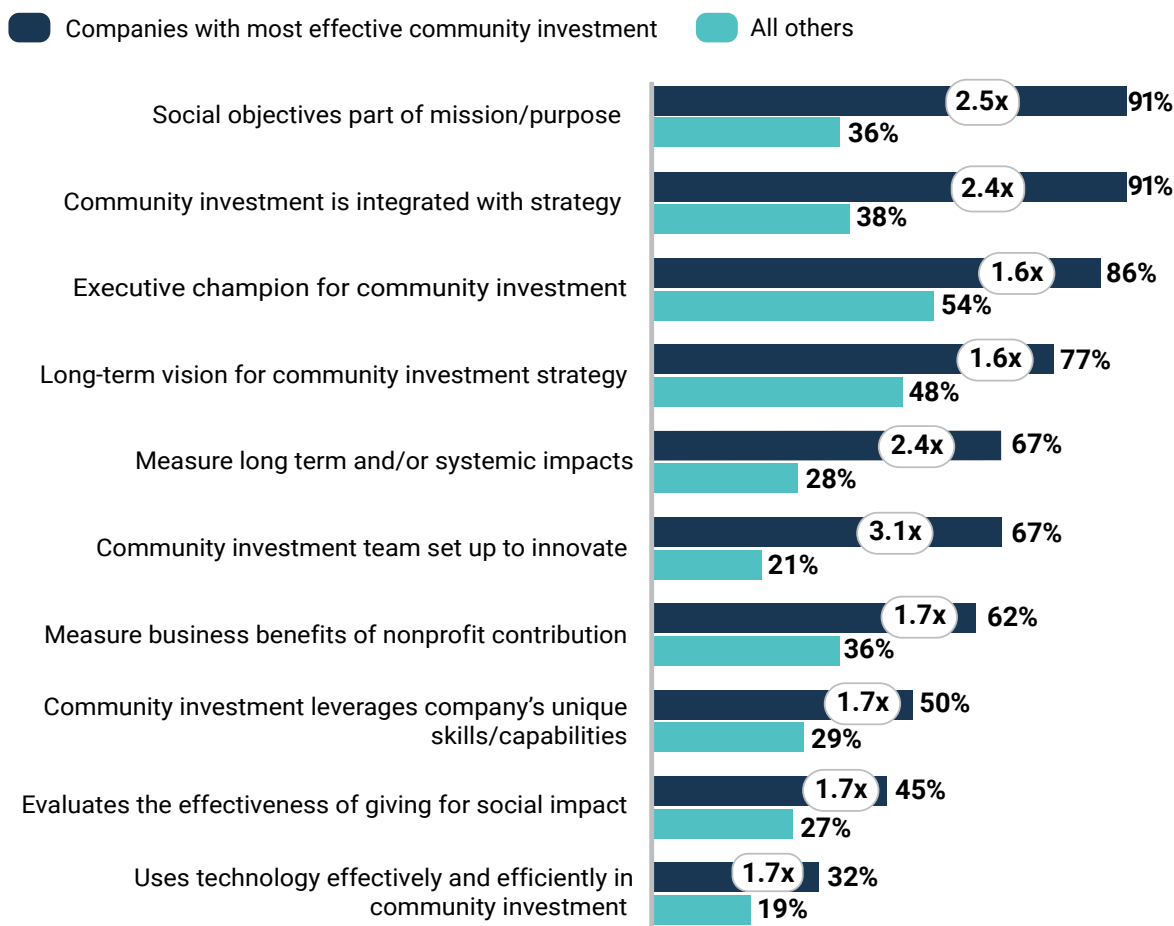 Companies with most effective community investment All others
Social objectives part of mission/purpose 2.5x 91%
36%
Community investment is integrated with strategy 2.4x 91%
38%
Executive champion for community investment 1.6x 86%
54%
Long-term vision for community investment strategy 1.6x 77%
48%
Measure long term and/or systemic impacts 2.4x 67%
28%
Community investment team set up to innovate 3.1x 67%
21%
Measure business benefits of nonprofit contribution 1.7x 62%
36%
Community investment leverages company’s unique 1.7x 50%
skills/capabilities 29%
Evaluates the effectiveness of giving for social impact 1.7x 45%
27%
Uses technology effectively and efficiently in 1.7x 32%
community investment 19%